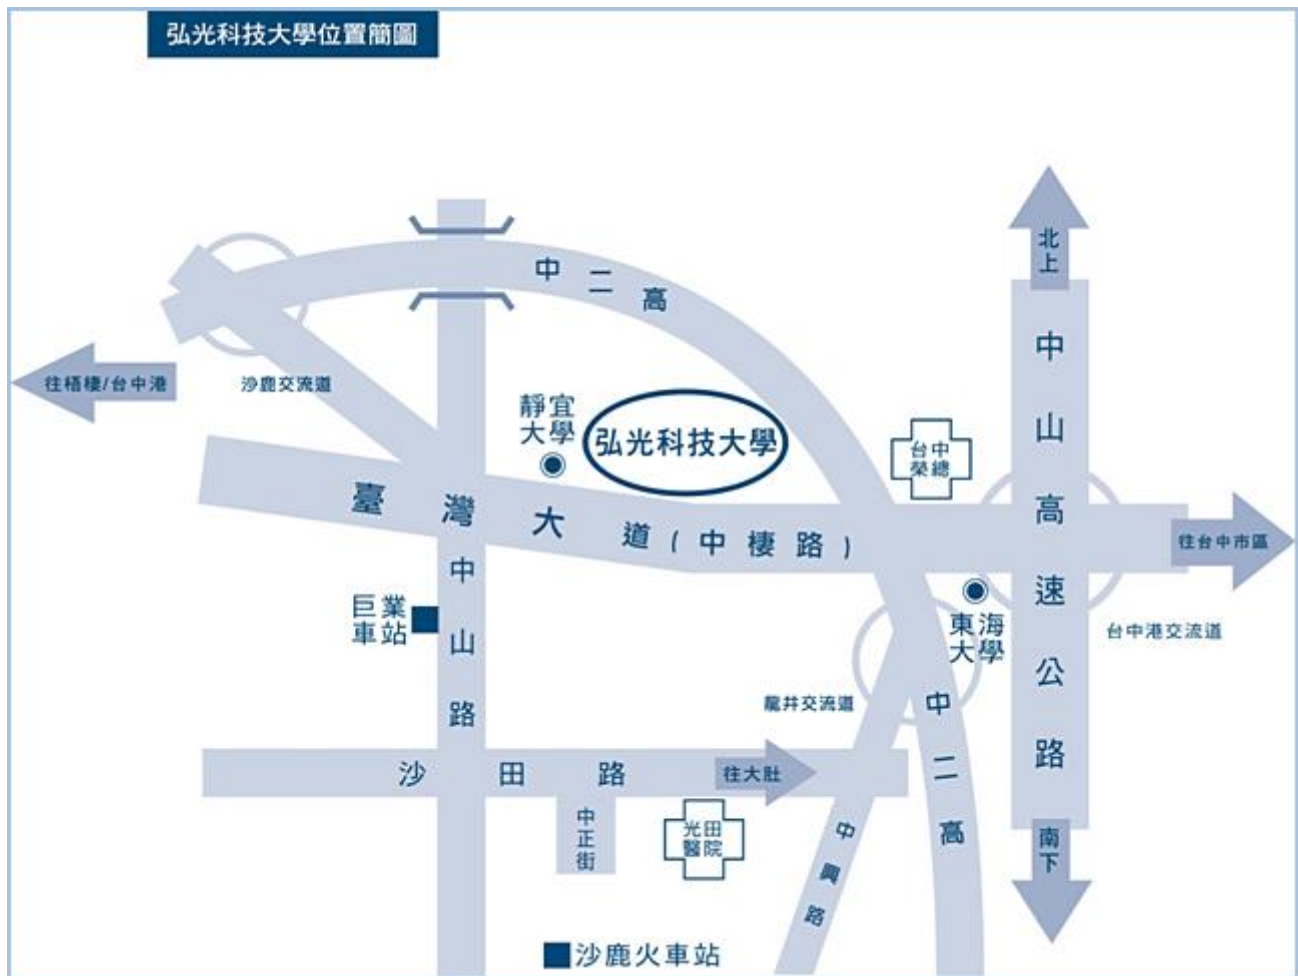 弘光科技大學位置簡圖
北上
中二高
中山高速公路
往梧棲/台中港
沙鹿交流道
靜宜
大學
弘光科技大學
台中
榮總
臺灣大道(中棲路)
往台中市區
中山路
巨業
車站
東海
大學
台中港交流道
龍井交流道
中二高
沙田路
往大肚
中正街
光田
醫院
中興路
南下
沙鹿火車站